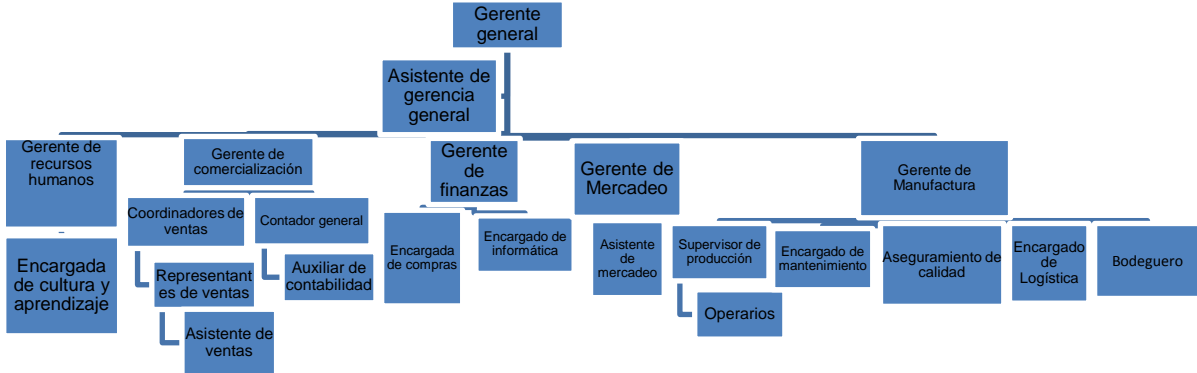 Gerente
general
Asistente de
gerencia
general
Gerente de
recursos
humanos
Gerente de
comercialización
Gerente
de
finanzas
Gerente de
Mercadeo
Gerente de
Manufactura
Encargada
de cultura y
aprendizaje
Coordinadores de
ventas
Representant
es de ventas
Asistente de
ventas
Contador general
Auxiliar de
contabilidad
Encargada
de compras
Encargado de
informática
Asistente
de
mercadeo
Supervisor de
producción
Operarios
Encargado de
mantenimiento
Aseguramiento de
calidad
Encargado
de
Logística
Bodeguero